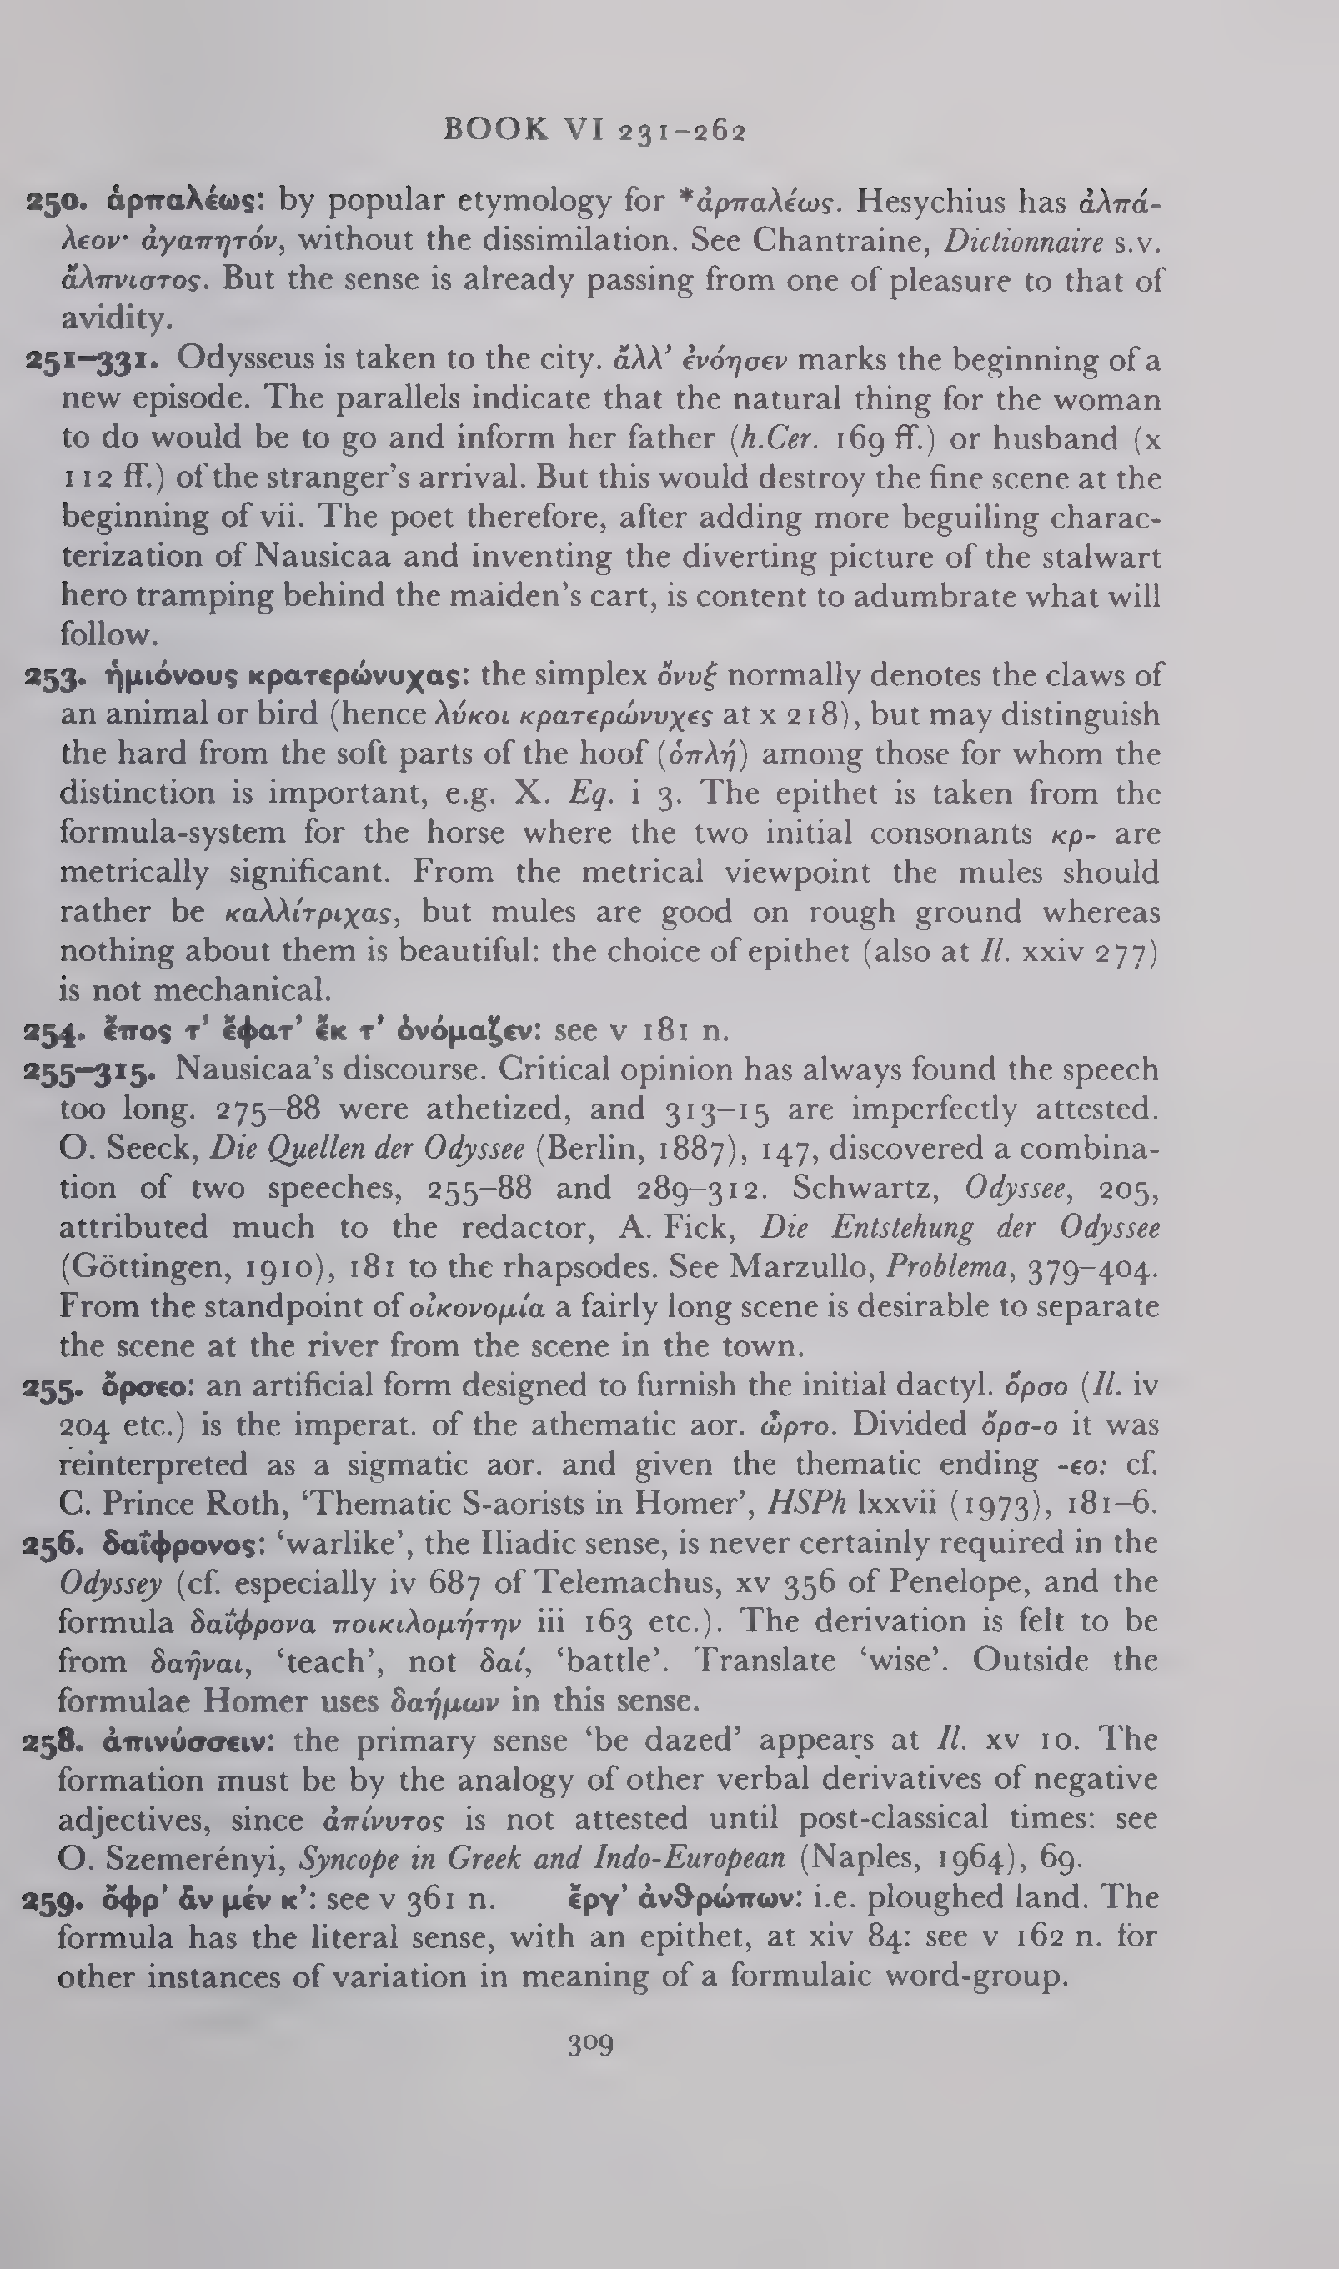 BOOK VI 231–262
250. ἁρπαλέως: by popular etymology for *ἀρπαλέως. Hesychius has ἀλπά-
λεον· ἀγαπητόν, without the dissimilation. See Chantraine, Dictionnaire s.v.
ἄλπνιστος. But the sense is already passing from one of pleasure to that of
avidity.
251–331. Odysseus is taken to the city. ἄλλ’ ἐνόησεν marks the beginning of a
new episode. The parallels indicate that the natural thing for the woman
to do would be to go and inform her father (h.Cer. 169 ff.) or husband (x
112 ff.) of the stranger’s arrival. But this would destroy the fine scene at the
beginning of vii. The poet therefore, after adding more beguiling charac-
terization of Nausicaa and inventing the diverting picture of the stalwart
hero tramping behind the maiden’s cart, is content to adumbrate what will
follow.
253. ἡμιόνους κρατερώνυχας: the simplex ὄνυξ normally denotes the claws of
an animal or bird (hence λύκοι κρατερώνυχες at x 218), but may distinguish
the hard from the soft parts of the hoof (ὁπλή) among those for whom the
distinction is important, e.g. X. Eq. i 3. The epithet is taken from the
formula-system for the horse where the two initial consonants κρ- are
metrically significant. From the metrical viewpoint the mules should
rather be καλλίτριχας, but mules are good on rough ground whereas
nothing about them is beautiful: the choice of epithet (also at Il. xxiv 277)
is not mechanical.
254. ἔπος τ’ ἔφατ’ ἔκ τ’ ὀνόμαζεν: see v 181 n.
255–315. Nausicaa’s discourse. Critical opinion has always found the speech
too long. 275–88 were athetized, and 313–15 are imperfectly attested.
O. Seeck, Die Quellen der Odyssee (Berlin, 1887), 147, discovered a combina-
tion of two speeches, 255–88 and 289–312. Schwartz, Odyssee, 205,
attributed much to the redactor, A. Fick, Die Entstehung der Odyssee
(Göttingen, 1910), 181 to the rhapsodes. See Marzullo, Problema, 379–404.
From the standpoint of οἰκονομία a fairly long scene is desirable to separate
the scene at the river from the scene in the town.
255. ὄρσεο: an artificial form designed to furnish the initial dactyl. ὄρσο (Il. iv
204 etc.) is the imperat. of the athematic aor. ὦρτο. Divided ὄρσ-ο it was
reinterpreted as a sigmatic aor. and given the thematic ending -εο: cf.
C. Prince Roth, ‘Thematic S-aorists in Homer’, HSPh lxxvii (1973), 181–6.
256. δαΐφρονος: ‘warlike’, the Iliadic sense, is never certainly required in the
Odyssey (cf. especially iv 687 of Telemachus, xv 356 of Penelope, and the
formula δαΐφρονα ποικιλομήτην iii 163 etc.). The derivation is felt to be
from δαῆναι, ‘teach’, not δαΐ, ‘battle’. Translate ‘wise’. Outside the
formulae Homer uses δαήμων in this sense.
258. ἀπινύσσειν: the primary sense ‘be dazed’ appears at Il. xv 10. The
formation must be by the analogy of other verbal derivatives of negative
adjectives, since ἀπίνυτος is not attested until post-classical times: see
O. Szemerényi, Syncope in Greek and Indo-European (Naples, 1964), 69.
259. ὄφρ’ ἂν μέν κ’: see v 361 n. ἔργ’ ἀνθρώπων: i.e. ploughed land. The
formula has the literal sense, with an epithet, at xiv 84: see v 162 n. for
other instances of variation in meaning of a formulaic word-group.
309